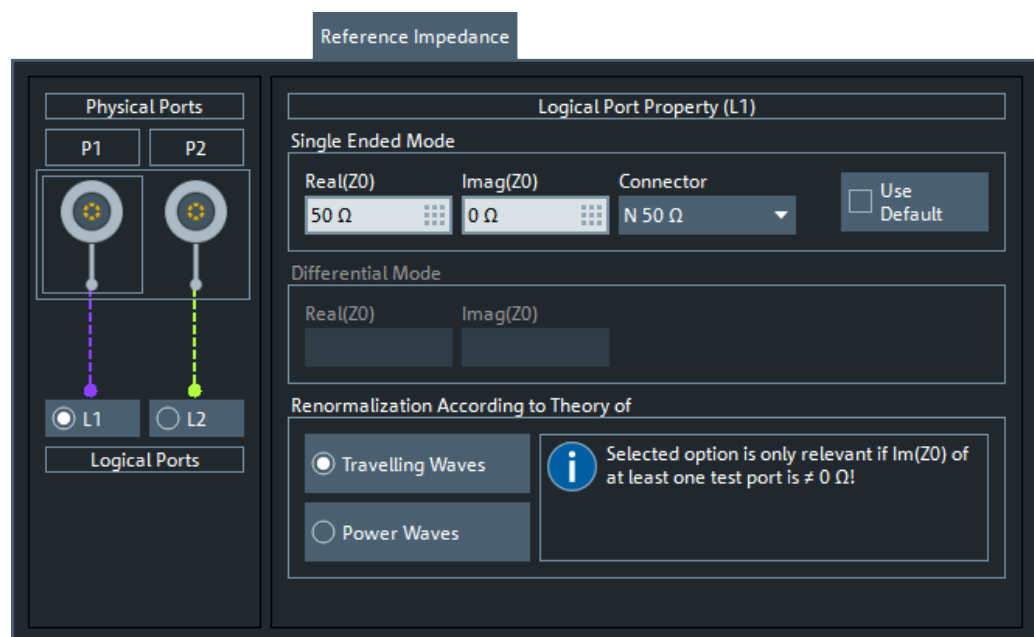 Reference Impedance
Physical Ports
P1
P2
L1
L2
Logical Ports
Logical Port Property (L1)
Single Ended Mode
Real(Z0)
Imag(Z0)
Connector
50 Ω
0 Ω
N 50 Ω
Use
Default
Differential Mode
Real(Z0)
Imag(Z0)
Renormalization According to Theory of
Travelling Waves
Power Waves
Selected option is only relevant if Im(Z0) of
at least one test port is ≠ 0 Ω!